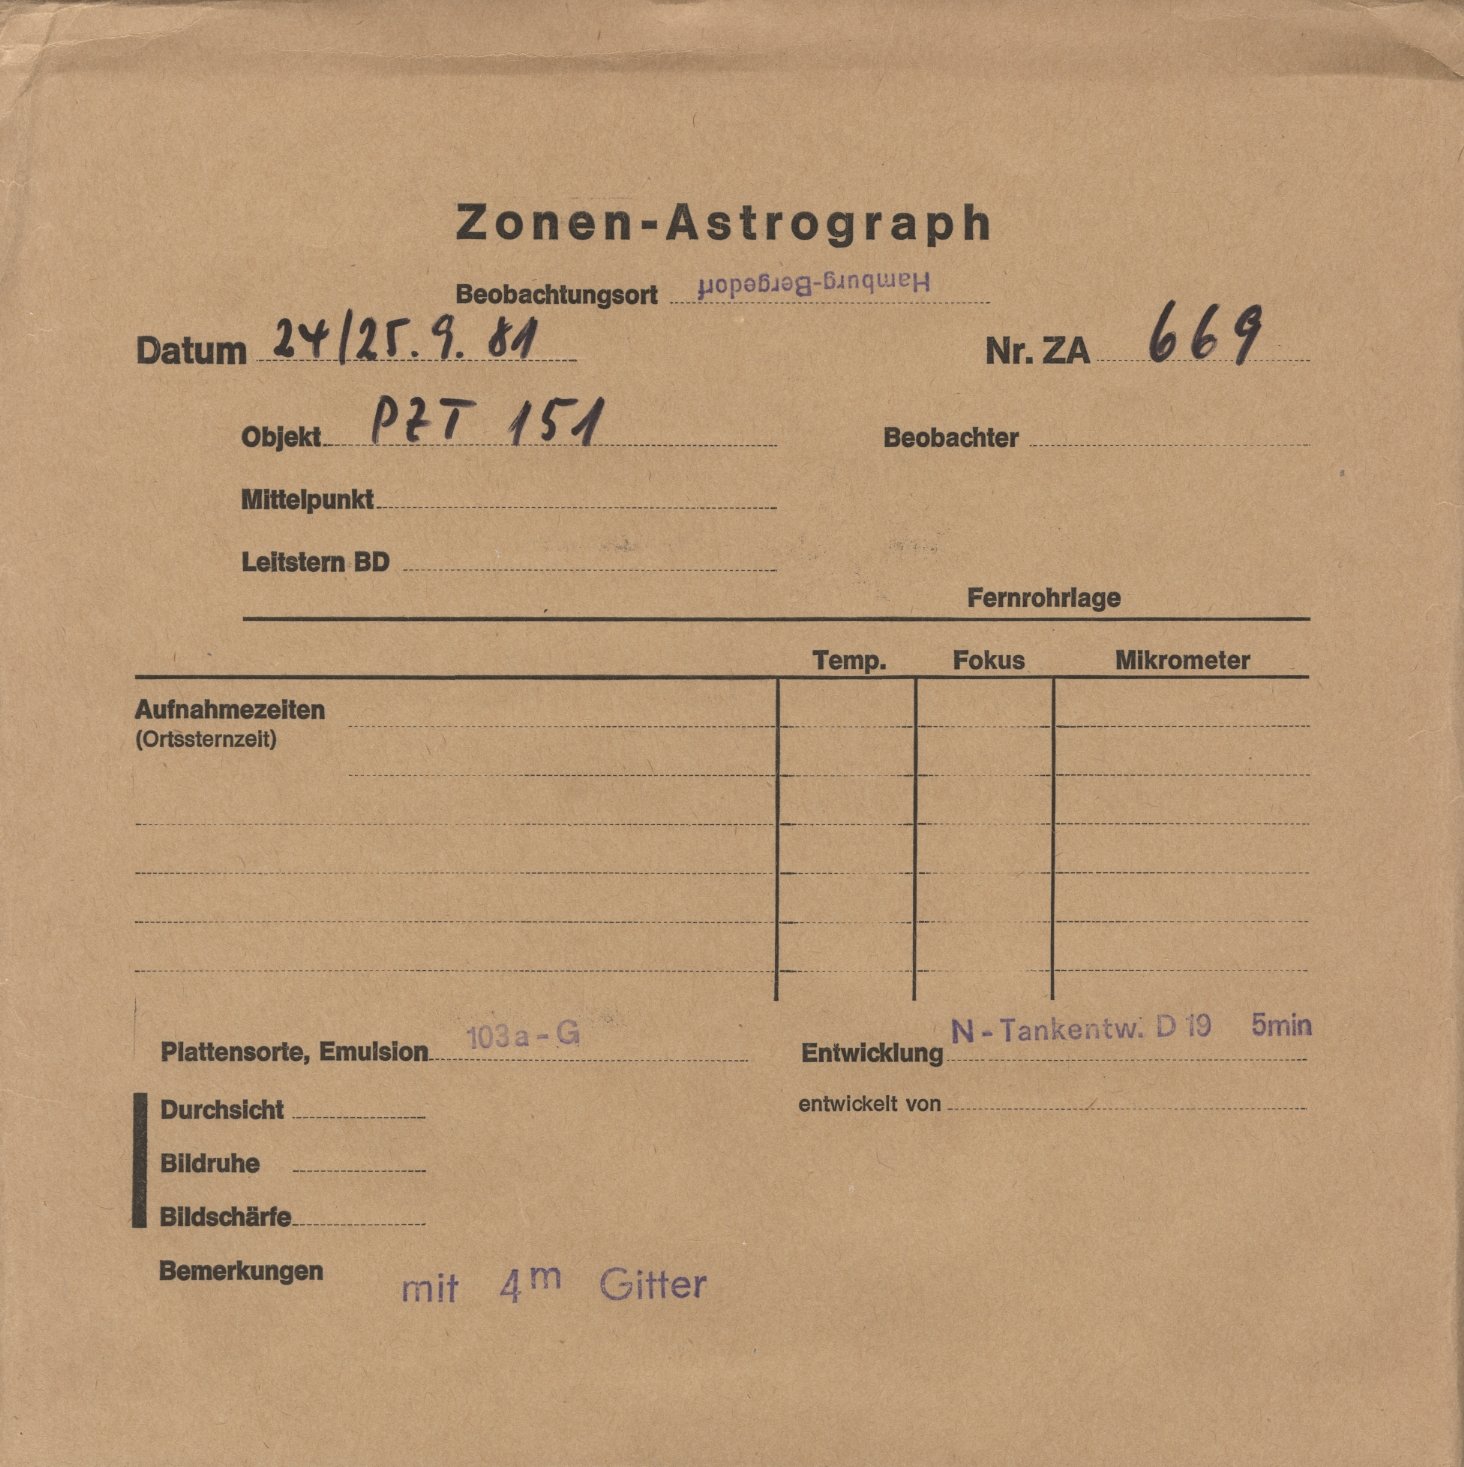 Zonen-Astrograph
Beobachtungsort Hamburg-Bergedorf
Datum 24/25.9.81 Nr. ZA 669
Objekt PZT 151 Beobachter
Mittelpunkt
Leitstern BD
Fernrohrlage
Temp. Fokus Mikrometer
Aufnahmezeiten
(Ortssternzeit)
Plattensorte, Emulsion 103a-G Entwicklung N-Tankentw. D 19 5min
Durchsicht entwickelt von
Bildruhe
Bildschärfe
Bemerkungen mit 4m Gitter